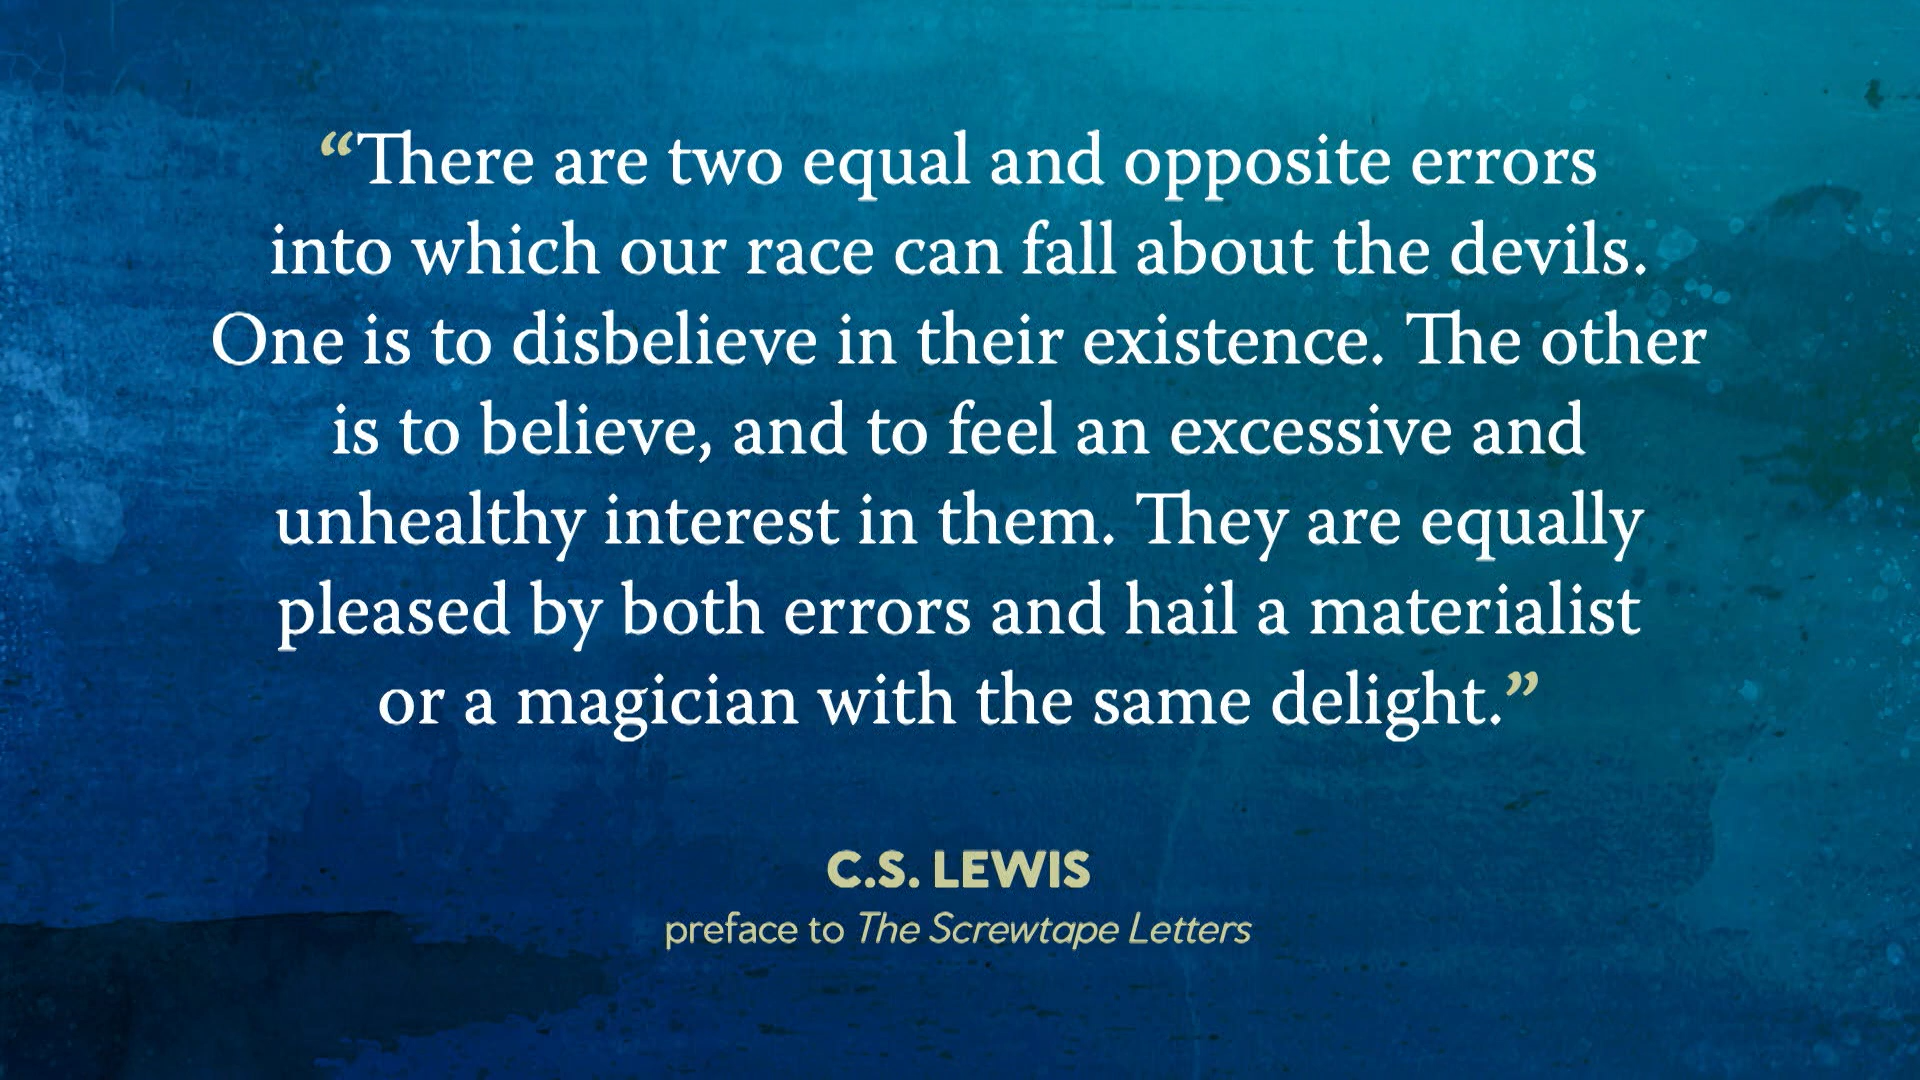 “There are two equal and opposite errors
into which our race can fall about the devils.
One is to disbelieve in their existence. The other
is to believe, and to feel an excessive and
unhealthy interest in them. They are equally
pleased by both errors and hail a materialist
or a magician with the same delight.”
C.S. LEWIS
preface to The Screwtape Letters